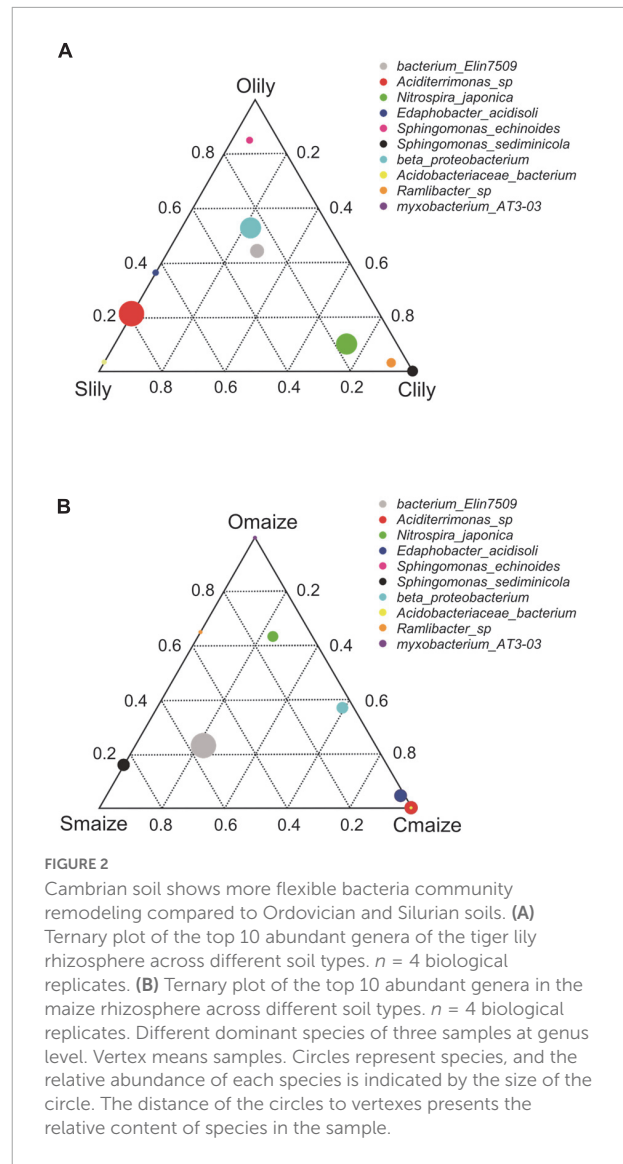 A
Olily
bacterium_Elin7509
Aciditerrimonas_sp
Nitrospira_japonica
Edaphobacter_acidisoli
Sphingomonas_echinoides
Sphingomonas_sediminicola
beta_proteobacterium
Acidobacteriaceae_bacterium
Ramlibacter_sp
myxobacterium_AT3-03
0.8 0.2
0.6 0.4
0.4 0.6
0.2 0.8
Slily 0.8 0.6 0.4 0.2 Clily
B
Omaize
bacterium_Elin7509
Aciditerrimonas_sp
Nitrospira_japonica
Edaphobacter_acidisoli
Sphingomonas_echinoides
Sphingomonas_sediminicola
beta_proteobacterium
Acidobacteriaceae_bacterium
Ramlibacter_sp
myxobacterium_AT3-03
0.8 0.2
0.6 0.4
0.4 0.6
0.2 0.8
Smaize 0.8 0.6 0.4 0.2 Cmaize
FIGURE 2
Cambrian soil shows more flexible bacteria community
remodeling compared to Ordovician and Silurian soils. (A)
Ternary plot of the top 10 abundant genera of the tiger lily
rhizosphere across different soil types. n = 4 biological
replicates. (B) Ternary plot of the top 10 abundant genera in the
maize rhizosphere across different soil types. n = 4 biological
replicates. Different dominant species of three samples at genus
level. Vertex means samples. Circles represent species, and the
relative abundance of each species is indicated by the size of the
circle. The distance of the circles to vertexes presents the
relative content of species in the sample.